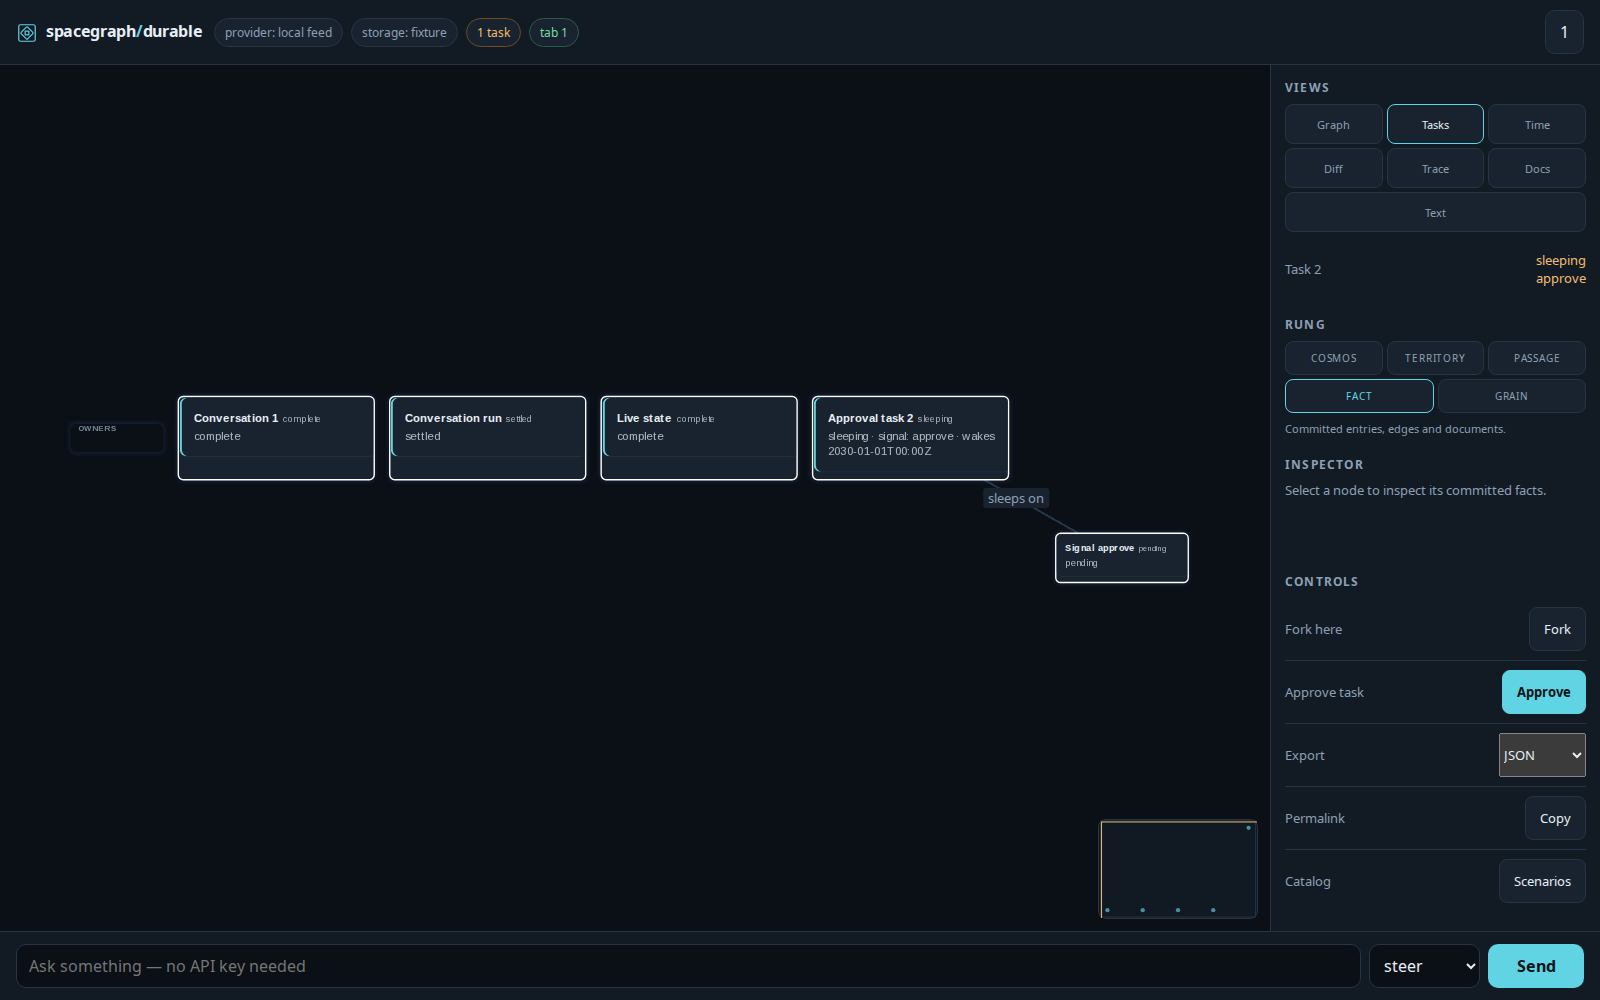 spacegraph/durable
provider: local feed
storage: fixture
1 task
tab 1
1
OWNERS
Conversation 1 complete
complete
Conversation run settled
settled
Live state complete
complete
Approval task 2 sleeping
sleeping · signal: approve · wakes
2030-01-01T00:00Z
sleeps on
Signal approve pending
pending
VIEWS
Graph
Tasks
Time
Diff
Trace
Docs
Text
Task 2
sleeping
approve
RUNG
COSMOS
TERRITORY
PASSAGE
FACT
GRAIN
Committed entries, edges and documents.
INSPECTOR
Select a node to inspect its committed facts.
CONTROLS
Fork here
Fork
Approve task
Approve
Export
JSON
Permalink
Copy
Catalog
Scenarios
Ask something — no API key needed
steer
Send